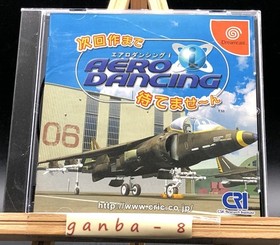 次回作まで
エアロダンシング
AERO
DANCING
i
待てませ〜ん
Dreamcast
06
http://www.cric.co.jp/
CRI
ganba - 8